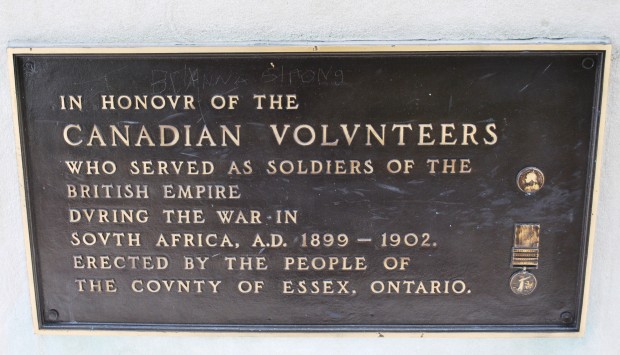 IN HONOVR OF THE
CANADIAN VOLVNTEERS
WHO SERVED AS SOLDIERS OF THE
BRITISH EMPIRE
DVRING THE WAR IN
SOVTH AFRICA, A.D. 1899 – 1902.
ERECTED BY THE PEOPLE OF
THE COVNTY OF ESSEX, ONTARIO.